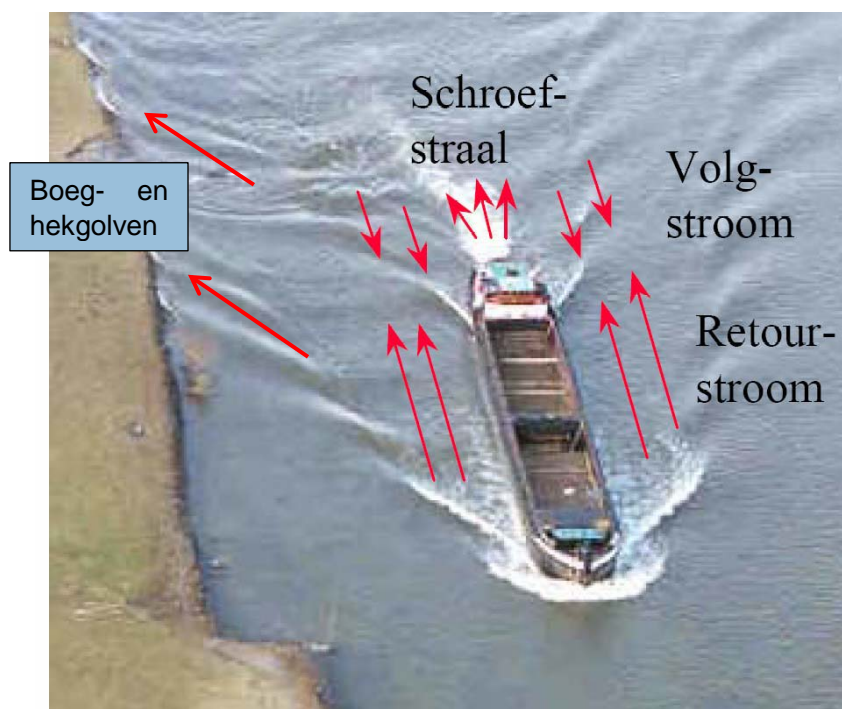 Schroef-
straal
Volg-
stroom
Boeg- en
hekgolven
Retour-
stroom